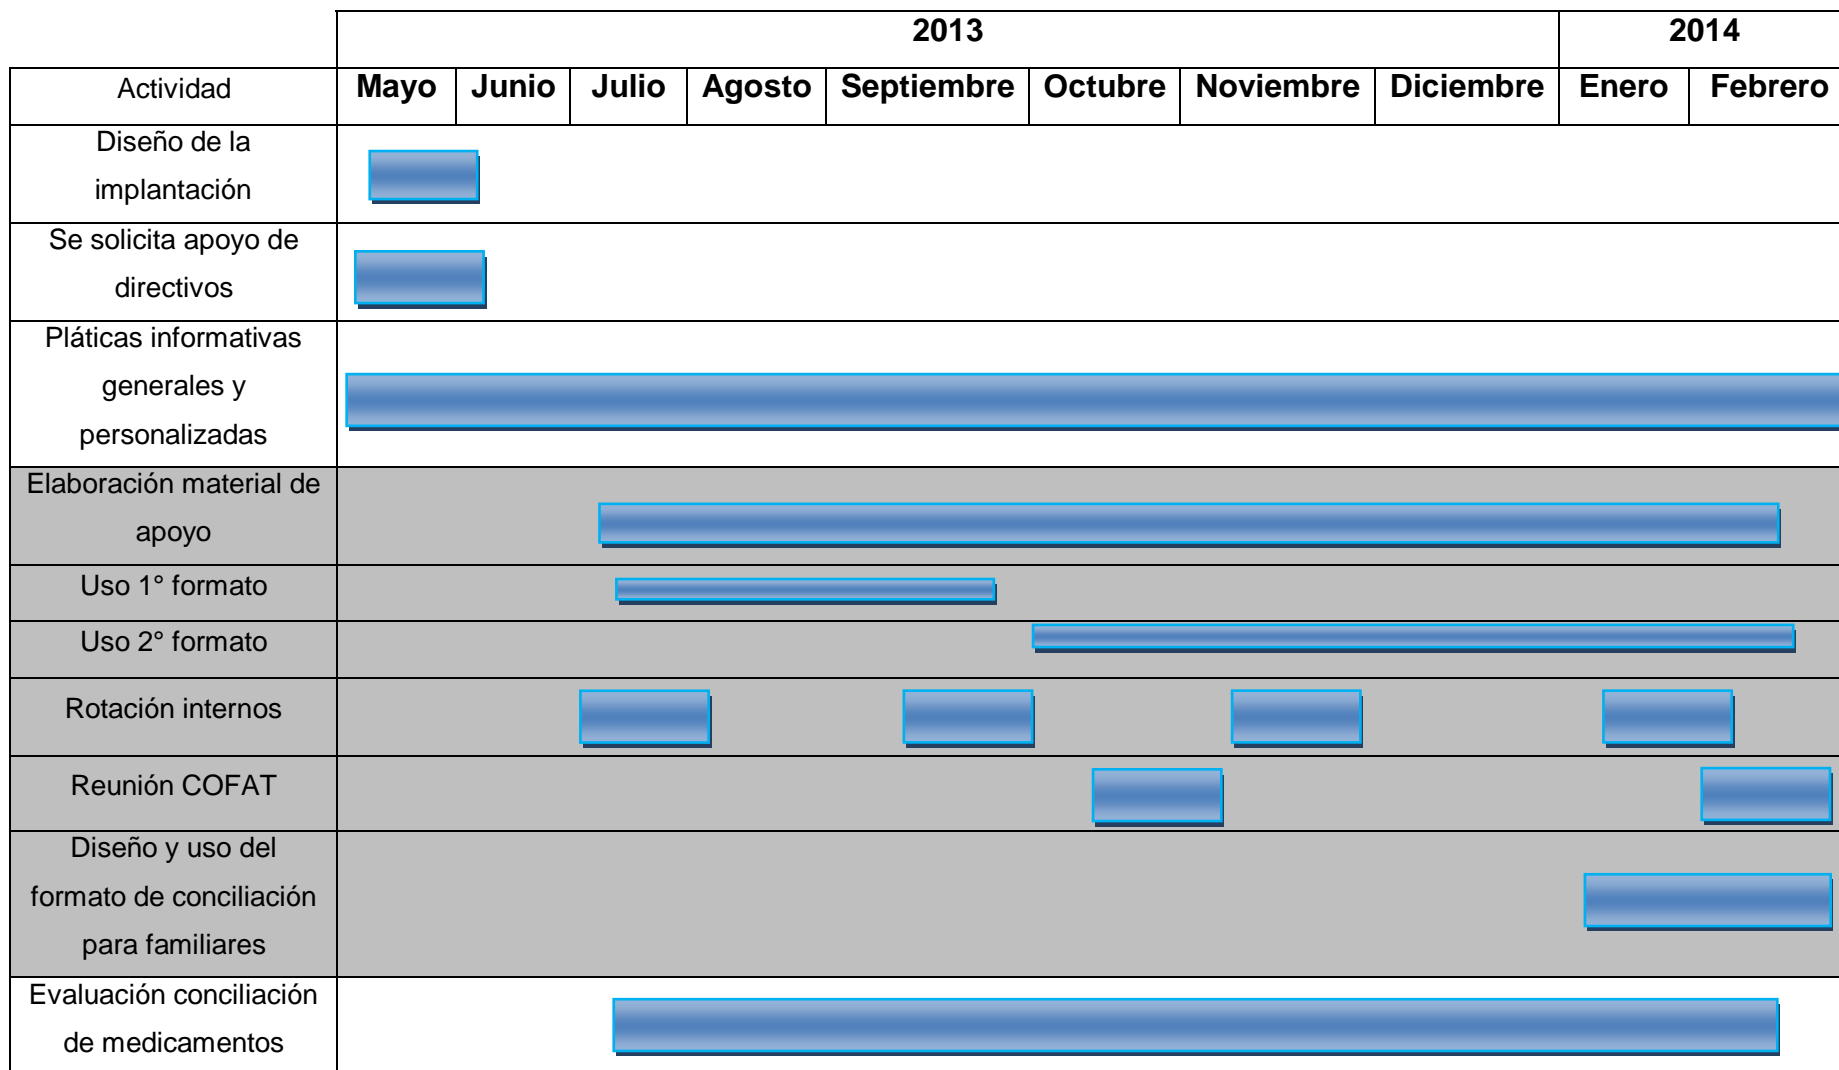 2013 2014
Actividad Mayo Junio Julio Agosto Septiembre Octubre Noviembre Diciembre Enero Febrero
Diseño de la
implantación
Se solicita apoyo de
directivos
Pláticas informativas
generales y
personalizadas
Elaboración material de
apoyo
Uso 1° formato
Uso 2° formato
Rotación internos
Reunión COFAT
Diseño y uso del
formato de conciliación
para familiares
Evaluación conciliación
de medicamentos